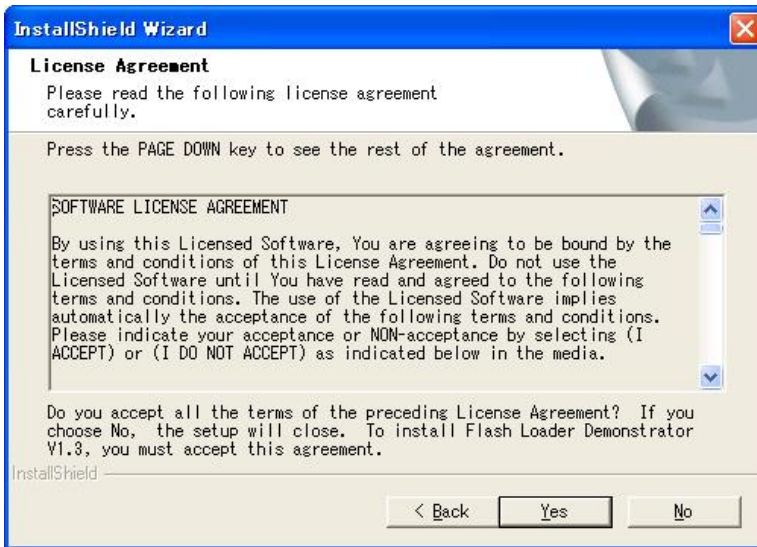 InstallShield Wizard
License Agreement
Please read the following license agreement
carefully.
Press the PAGE DOWN key to see the rest of the agreement.
SOFTWARE LICENSE AGREEMENT
By using this Licensed Software, You are agreeing to be bound by the
terms and conditions of this License Agreement. Do not use the
Licensed Software until You have read and agreed to the following
terms and conditions. The use of the Licensed Software implies
automatically the acceptance of the following terms and conditions.
Please indicate your acceptance or NON-acceptance by selecting (I
ACCEPT) or (I DO NOT ACCEPT) as indicated below in the media.
Do you accept all the terms of the preceding License Agreement?  If you
choose No,  the setup will close.  To install Flash Loader Demonstrator
V1.3, you must accept this agreement.
InstallShield
< Back
Yes
No